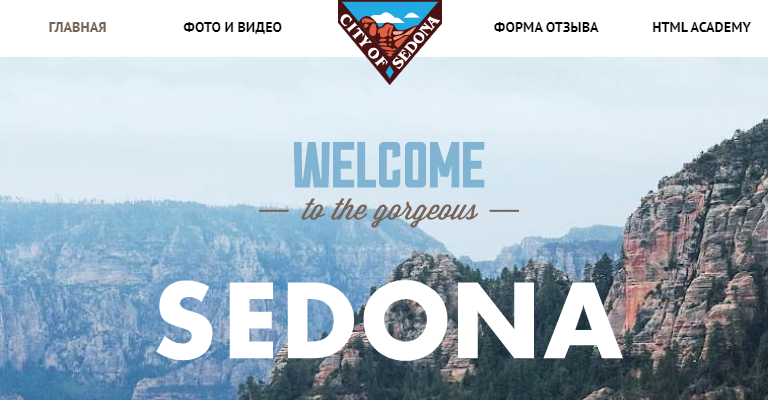 ГЛАВНАЯ
ФОТО И ВИДЕО
CITY OF SEDONA
ФОРМА ОТЗЫВА
HTML ACADEMY
WELCOME
to the gorgeous
SEDONA